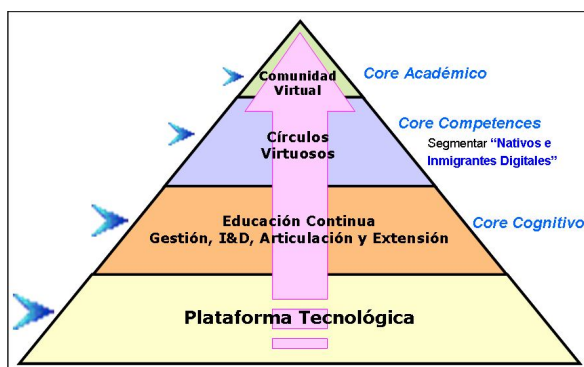 Comunidad
Virtual
Core Académico
Círculos
Virtuosos
Core Competences
Segmentar “Nativos e
Inmigrantes Digitales”
Educación Continua
Gestión, I&D, Articulación y Extensión
Core Cognitivo
Plataforma Tecnológica